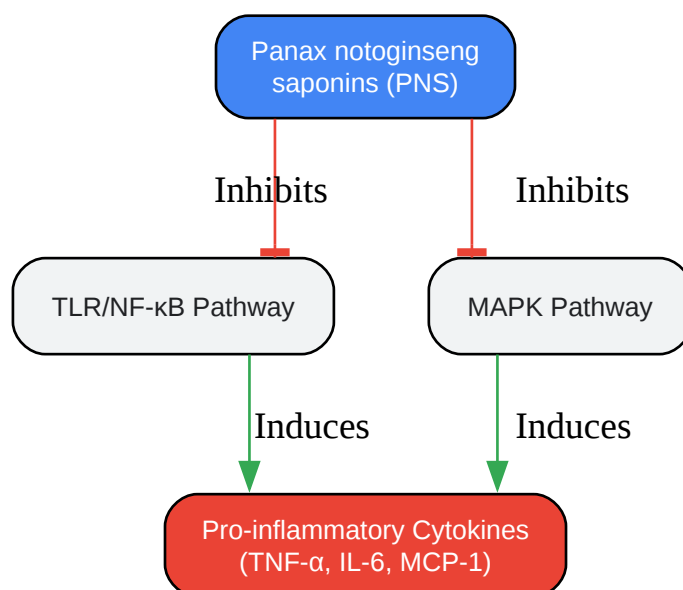 Panax notoginseng
saponins (PNS)
Inhibits
Inhibits
TLR/NF-κB Pathway
MAPK Pathway
Induces
Induces
Pro-inflammatory Cytokines
(TNF-α, IL-6, MCP-1)